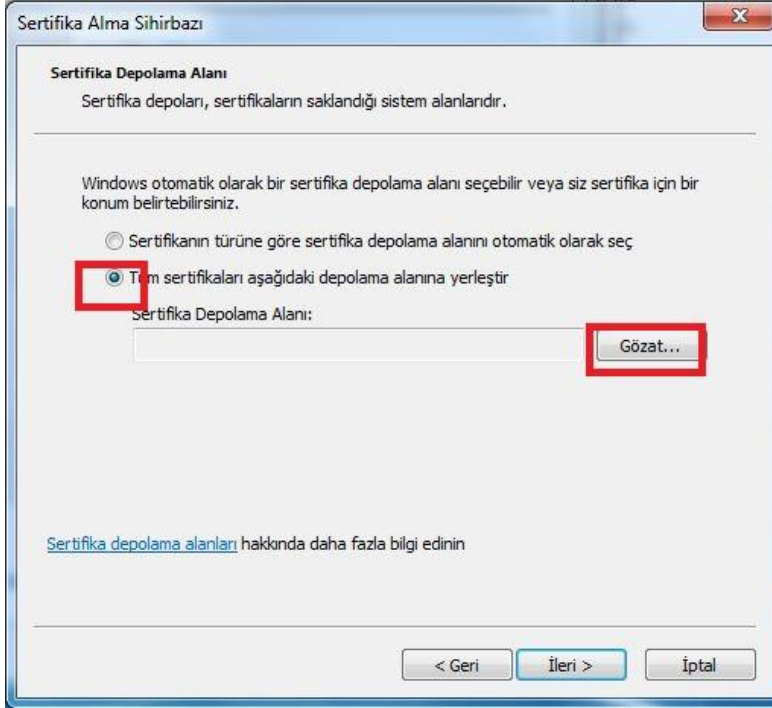 Sertifika Alma Sihirbazı
Sertifika Depolama Alanı
Sertifika depoları, sertifikaların saklandığı sistem alanlarıdır.
Windows otomatik olarak bir sertifika depolama alanı seçebilir veya siz sertifika için bir
konum belirtebilirsiniz.
Sertifikanın türüne göre sertifika depolama alanını otomatik olarak seç
Tüm sertifikaları aşağıdaki depolama alanına yerleştir
Sertifika Depolama Alanı:
Gözat...
Sertifika depolama alanları hakkında daha fazla bilgi edinin
< Geri İleri > İptal